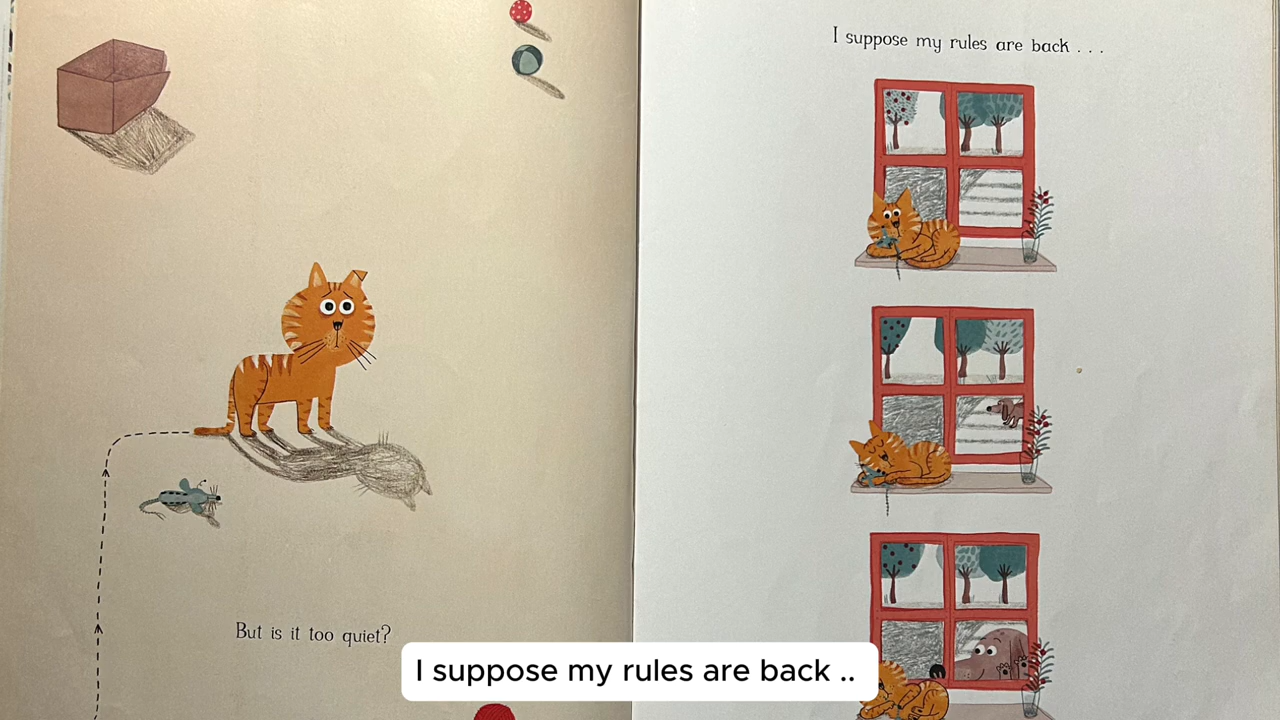 I suppose my rules are back . . .
But is it too quiet?
I suppose my rules are back ..